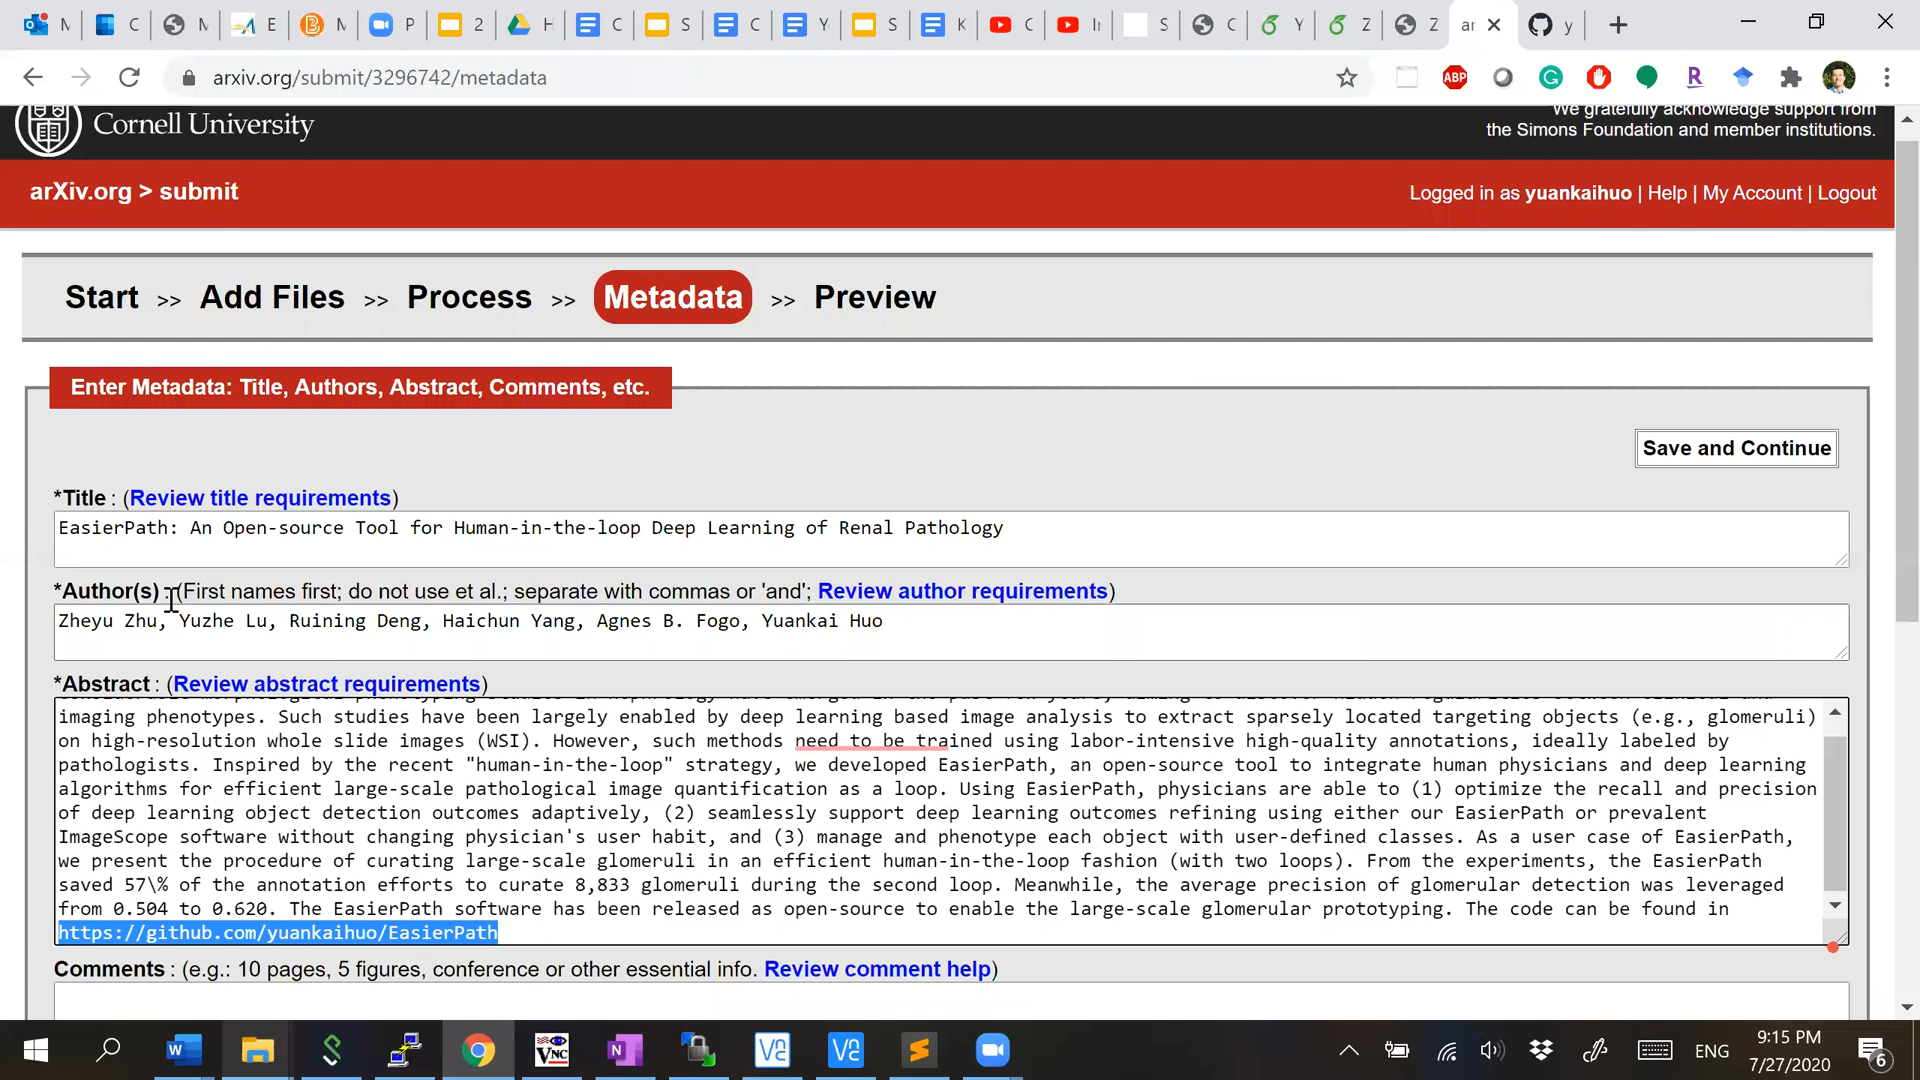 M C M E M P 2 H C S C Y S K C I S C Y Z Z ar y
arxiv.org/submit/3296742/metadata
ABP
R
Cornell University
We gratefully acknowledge support from
the Simons Foundation and member institutions.
arXiv.org > submit
Logged in as yuankaihuo | Help | My Account | Logout
Start >> Add Files >> Process >> Metadata >> Preview
Enter Metadata: Title, Authors, Abstract, Comments, etc.
Save and Continue
*Title : (Review title requirements)
EasierPath: An Open-source Tool for Human-in-the-loop Deep Learning of Renal Pathology
*Author(s) : (First names first; do not use et al.; separate with commas or 'and'; Review author requirements)
Zheyu Zhu, Yuzhe Lu, Ruining Deng, Haichun Yang, Agnes B. Fogo, Yuankai Huo
*Abstract : (Review abstract requirements)
imaging phenotypes. Such studies have been largely enabled by deep learning based image analysis to extract sparsely located targeting objects (e.g., glomeruli)
on high-resolution whole slide images (WSI). However, such methods need to be trained using labor-intensive high-quality annotations, ideally labeled by
pathologists. Inspired by the recent "human-in-the-loop" strategy, we developed EasierPath, an open-source tool to integrate human physicians and deep learning
algorithms for efficient large-scale pathological image quantification as a loop. Using EasierPath, physicians are able to (1) optimize the recall and precision
of deep learning object detection outcomes adaptively, (2) seamlessly support deep learning outcomes refining using either our EasierPath or prevalent
ImageScope software without changing physician's user habit, and (3) manage and phenotype each object with user-defined classes. As a user case of EasierPath,
we present the procedure of curating large-scale glomeruli in an efficient human-in-the-loop fashion (with two loops). From the experiments, the EasierPath
saved 57\% of the annotation efforts to curate 8,833 glomeruli during the second loop. Meanwhile, the average precision of glomerular detection was leveraged
from 0.504 to 0.620. The EasierPath software has been released as open-source to enable the large-scale glomerular prototyping. The code can be found in
https://github.com/yuankaihuo/EasierPath
Comments : (e.g.: 10 pages, 5 figures, conference or other essential info. Review comment help)
ENG
9:15 PM
7/27/2020
6